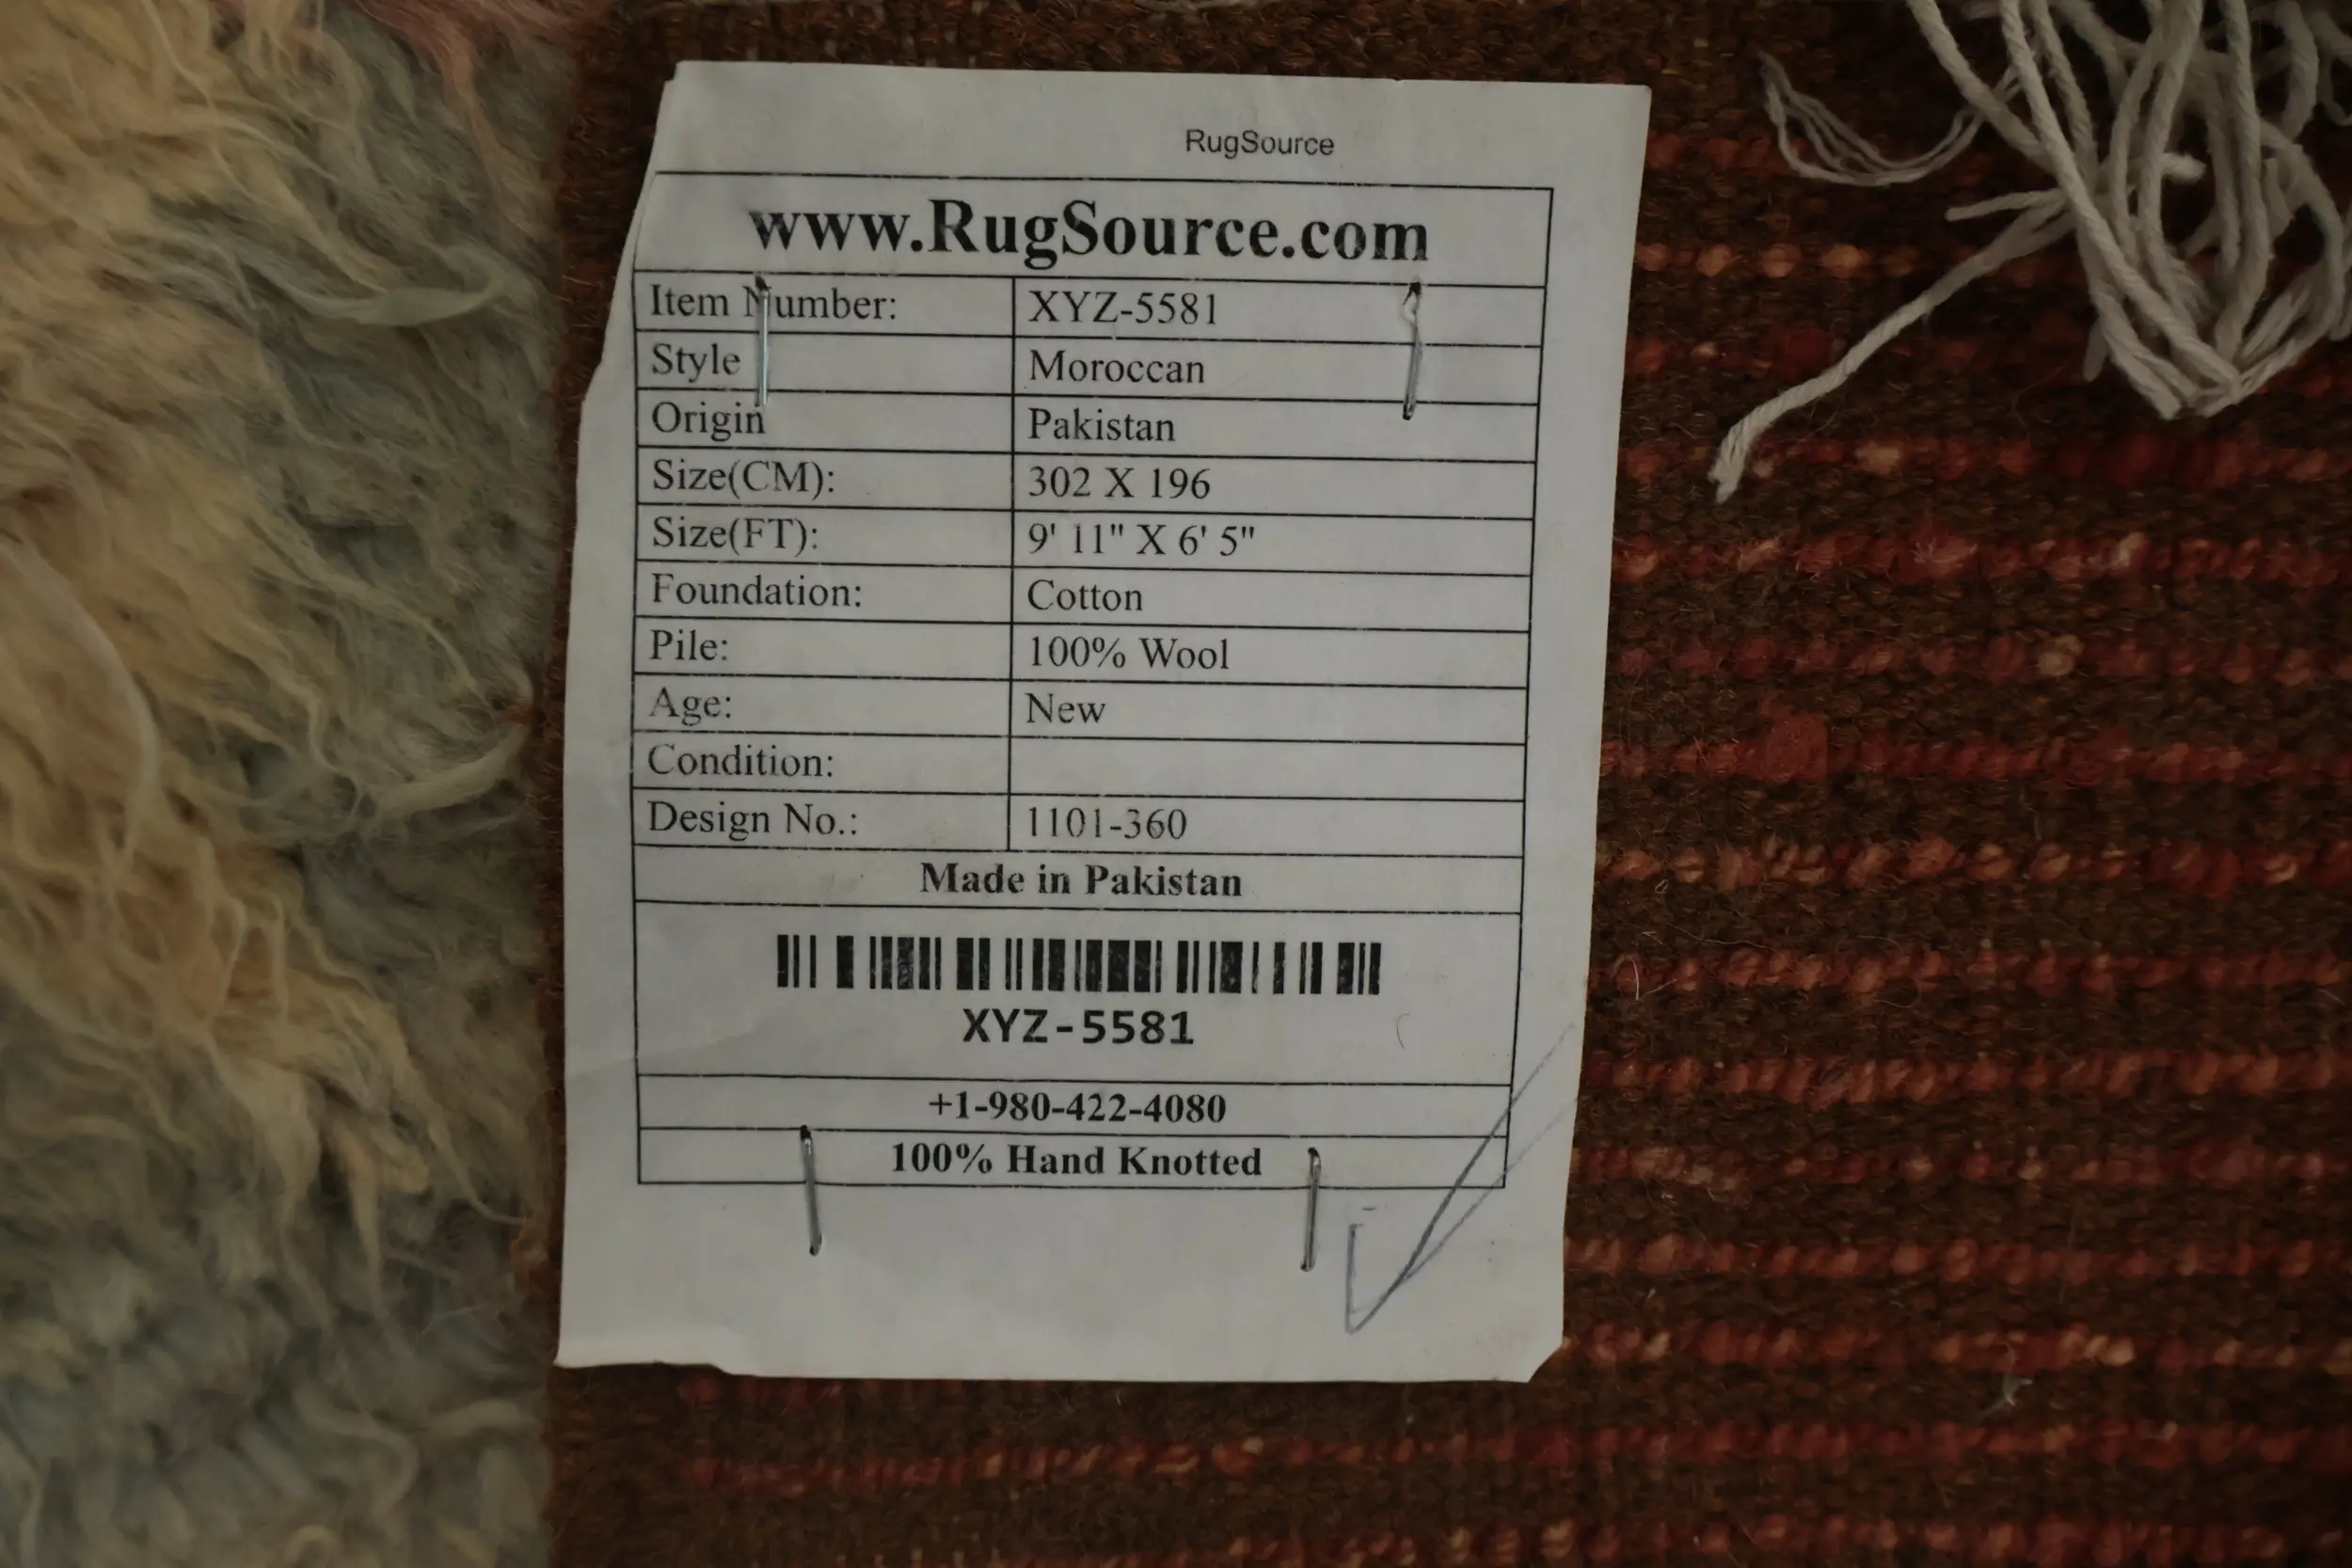 RugSource
www.RugSource.com
Item Number: XYZ-5581
Style Moroccan
Origin Pakistan
Size(CM): 302 X 196
Size(FT): 9' 11" X 6' 5"
Foundation: Cotton
Pile: 100% Wool
Age: New
Condition:
Design No.: 1101-360
Made in Pakistan
XYZ-5581
+1-980-422-4080
100% Hand Knotted